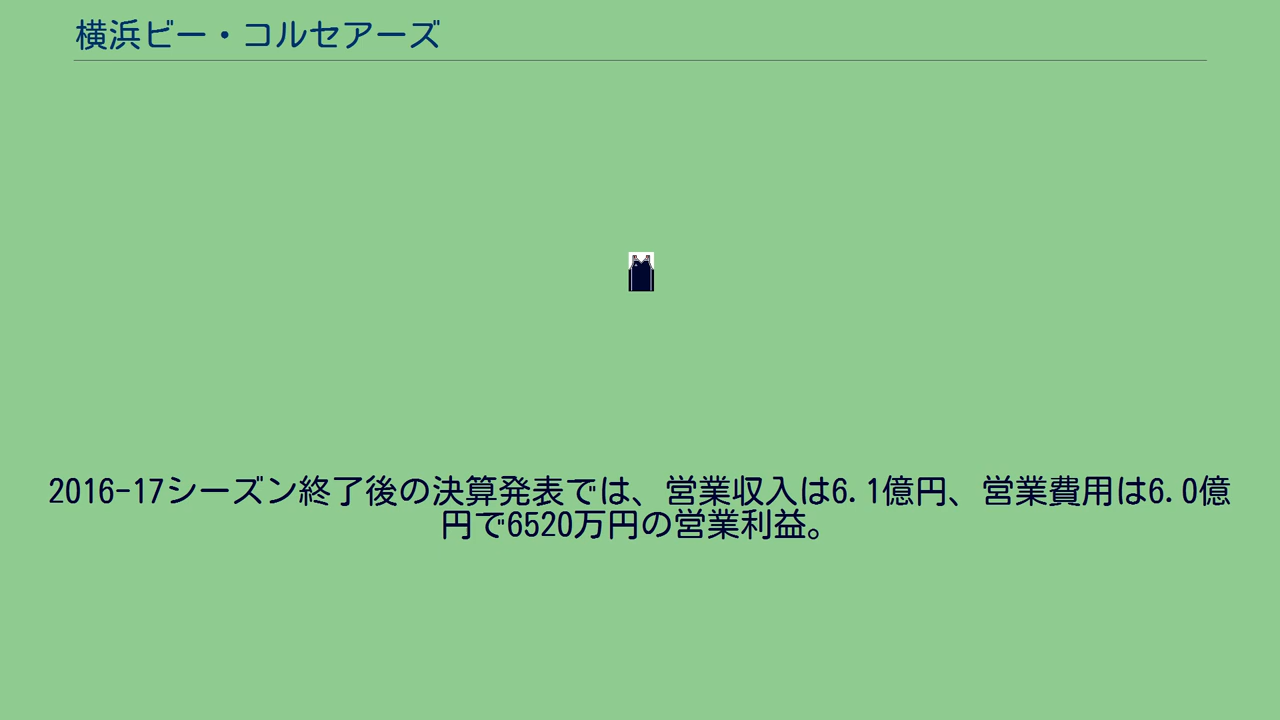 横浜ビー・コルセアーズ
2016-17シーズン終了後の決算発表では、営業収入は6.1億円、営業費用は6.0億
円で6520万円の営業利益。